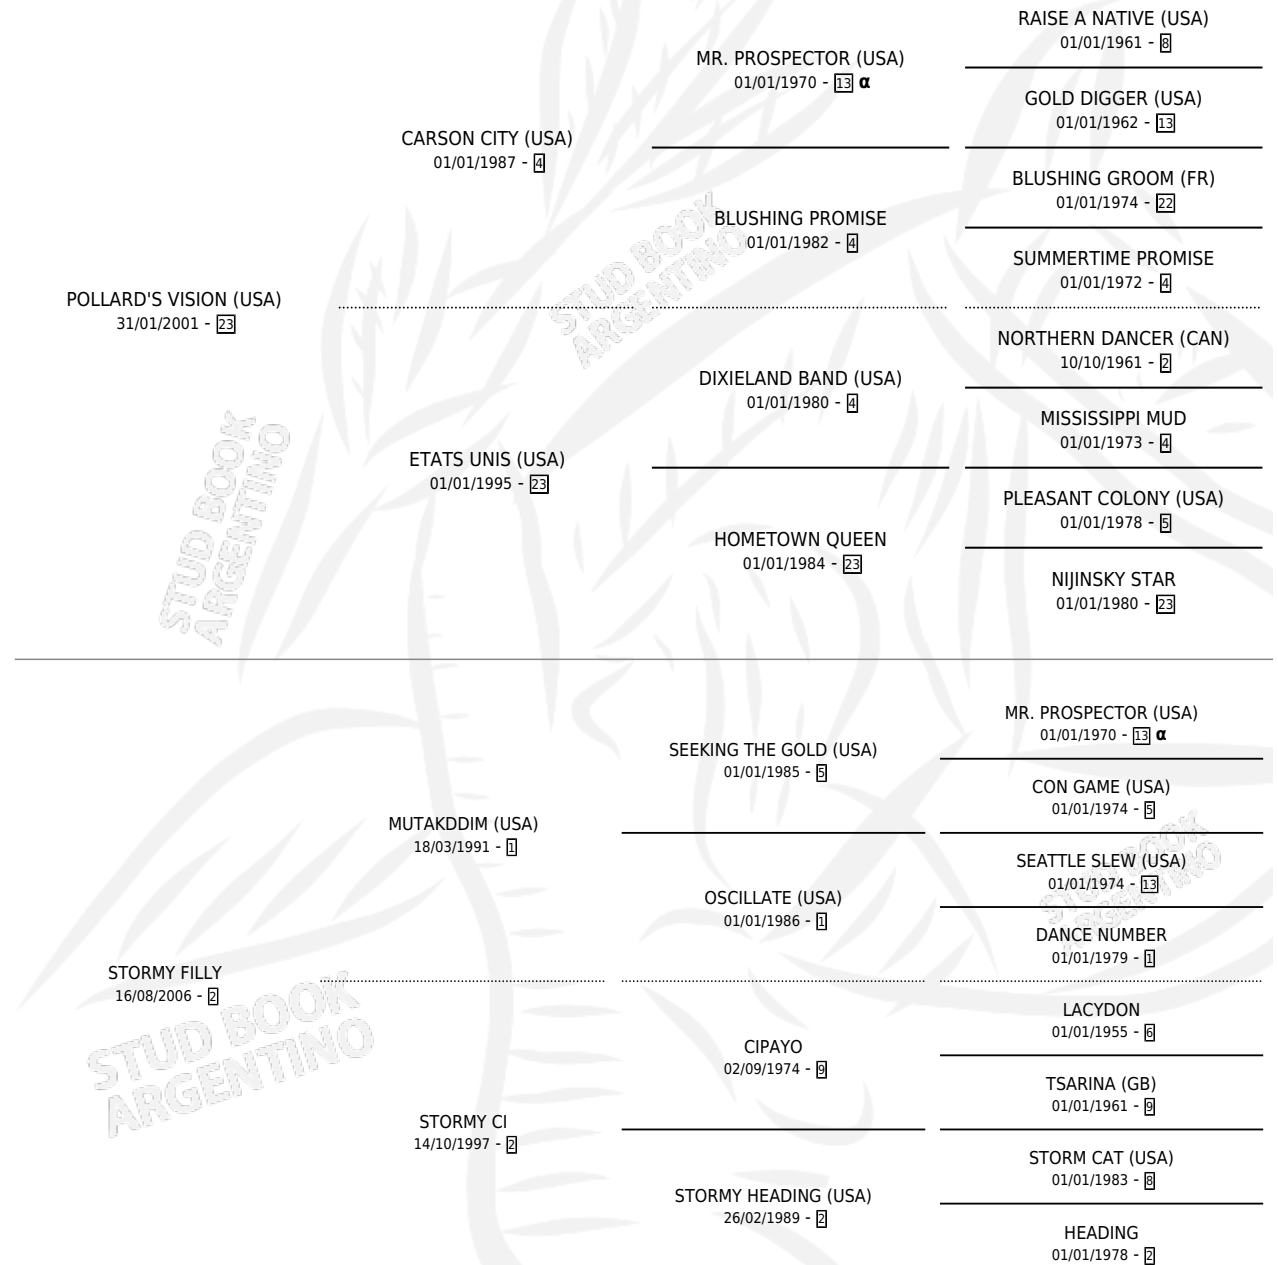 RAISE A NATIVE (USA)
01/01/1961 - 8
MR. PROSPECTOR (USA)
01/01/1970 - 13 α
GOLD DIGGER (USA)
01/01/1962 - 13
CARSON CITY (USA)
01/01/1987 - 4
BLUSHING GROOM (FR)
01/01/1974 - 22
BLUSHING PROMISE
01/01/1982 - 4
SUMMERTIME PROMISE
01/01/1972 - 4
POLLARD'S VISION (USA)
31/01/2001 - 23
NORTHERN DANCER (CAN)
10/10/1961 - 2
DIXIELAND BAND (USA)
01/01/1980 - 4
MISSISSIPPI MUD
01/01/1973 - 4
ETATS UNIS (USA)
01/01/1995 - 23
PLEASANT COLONY (USA)
01/01/1978 - 5
HOMETOWN QUEEN
01/01/1984 - 23
NIJINSKY STAR
01/01/1980 - 23
MR. PROSPECTOR (USA)
01/01/1970 - 13 α
SEEKING THE GOLD (USA)
01/01/1985 - 5
CON GAME (USA)
01/01/1974 - 5
MUTAKDDIM (USA)
18/03/1991 - 1
SEATTLE SLEW (USA)
01/01/1974 - 13
OSCILLATE (USA)
01/01/1986 - 1
DANCE NUMBER
01/01/1979 - 1
STORMY FILLY
16/08/2006 - 2
LACYDON
01/01/1955 - 6
CIPAYO
02/09/1974 - 9
TSARINA (GB)
01/01/1961 - 9
STORMY CI
14/10/1997 - 2
STORM CAT (USA)
01/01/1983 - 8
STORMY HEADING (USA)
26/02/1989 - 2
HEADING
01/01/1978 - 2
STUD BOOK
ARGENTINO
STUD BOOK
ARGENTINO
STUD BOOK
ARGENTINO
STUD BOOK
ARGENTINO